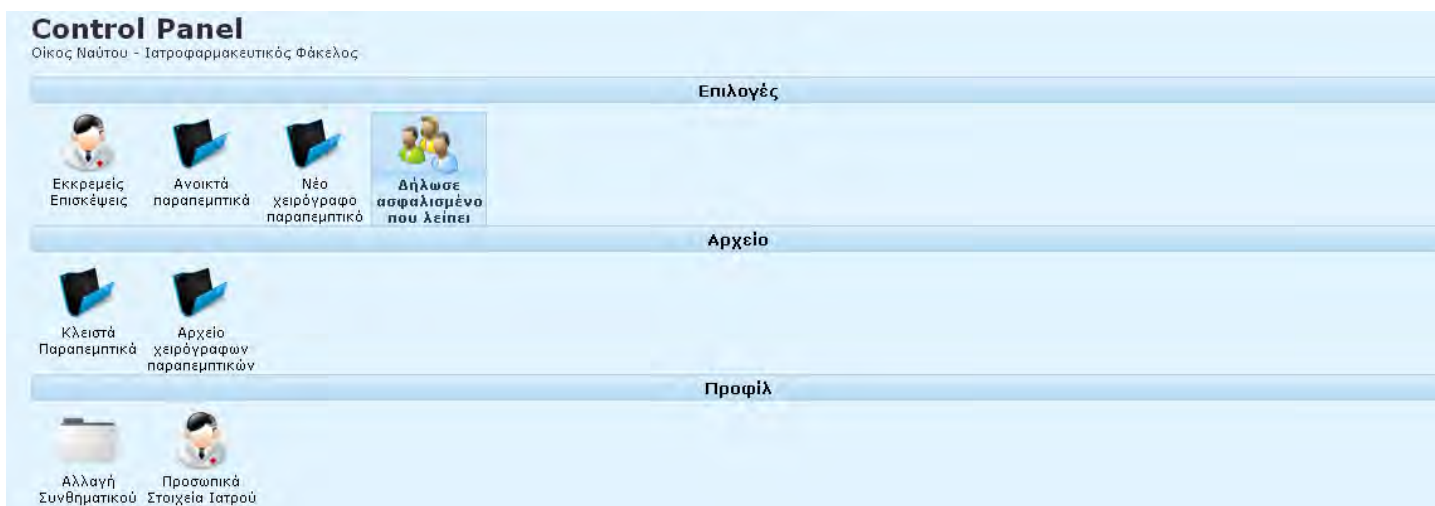 Control Panel
Οίκος Ναύτου - Ιατροφαρμακευτικός Φάκελος
Επιλογές
Εκκρεμείς
Επισκέψεις
Ανοικτά
παραπεμπτικά
Νέο
χειρόγραφο
παραπεμπτικό
Δήλωσε
ασφαλισμένο
που λείπει
Αρχείο
Κλειστά
Παραπεμπτικά
Αρχείο
χειρόγραφων
παραπεμπτικών
Προφίλ
Αλλαγή
Συνθηματικού
Προσωπικά
Στοιχεία Ιατρού